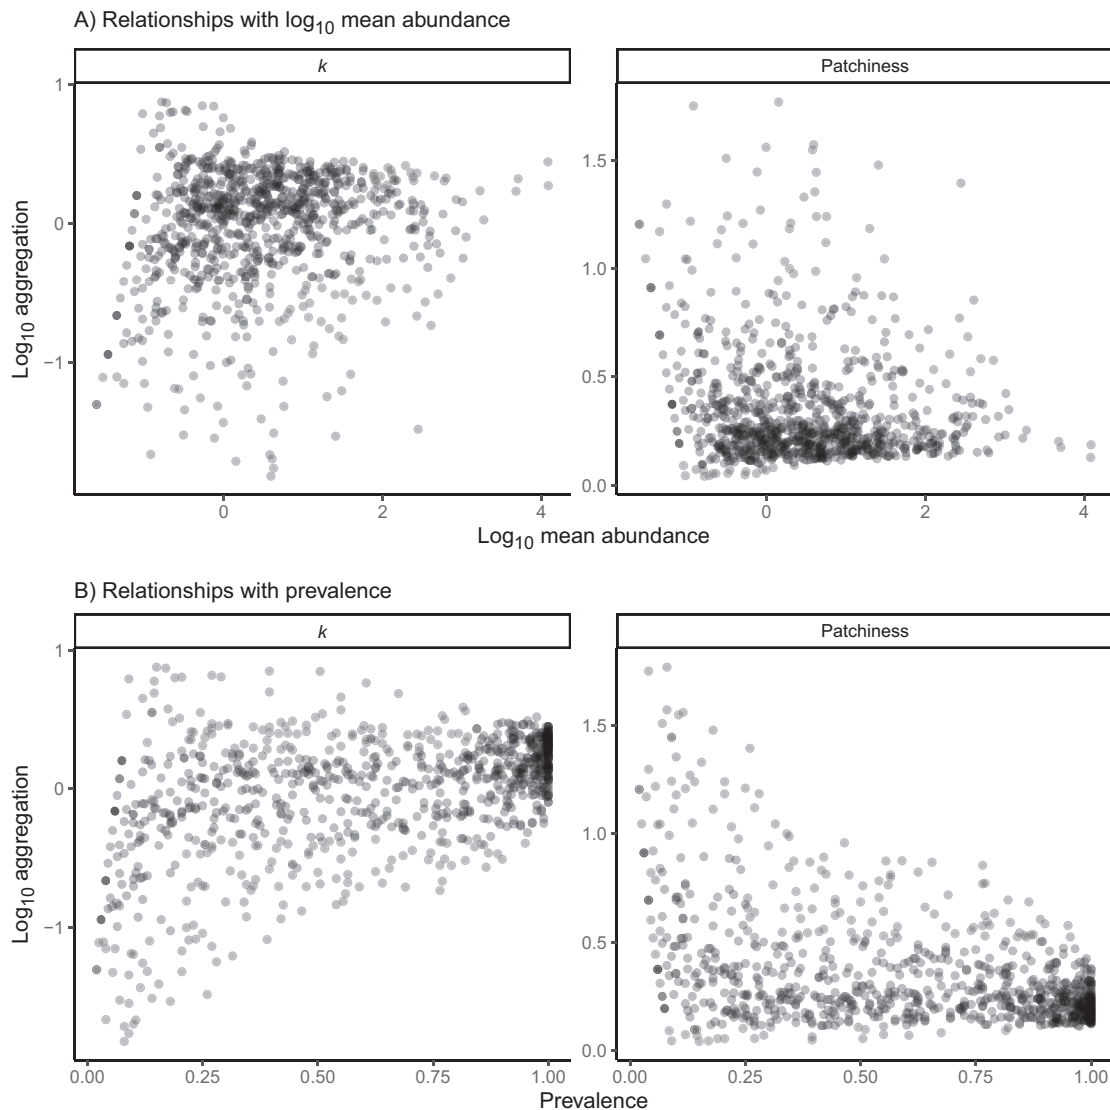 A) Relationships with log10 mean abundance
k
Patchiness
Log10 aggregation
1
0
−1
1.5
1.0
0.5
0.0
0 2 4
0 2 4
Log10 mean abundance
B) Relationships with prevalence
k
Patchiness
Log10 aggregation
1
0
−1
1.5
1.0
0.5
0.0
0.00 0.25 0.50 0.75 1.00
0.00 0.25 0.50 0.75 1.00
Prevalence